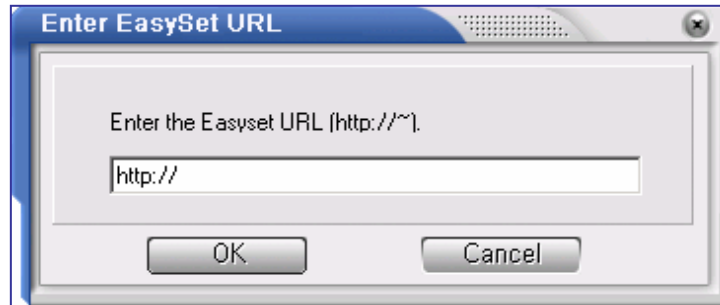 Enter EasySet URL
Enter the Easyset URL (http://~).
http://
OK
Cancel